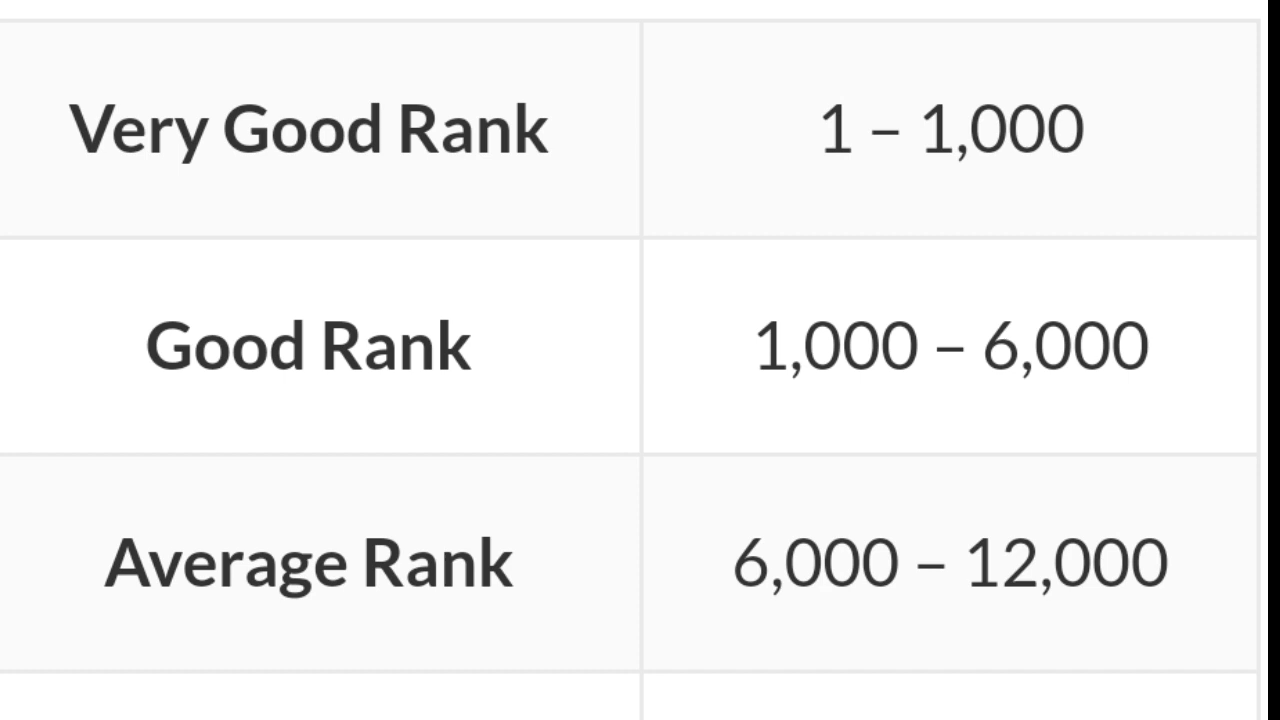 Very Good Rank 1 – 1,000
Good Rank 1,000 – 6,000
Average Rank 6,000 – 12,000